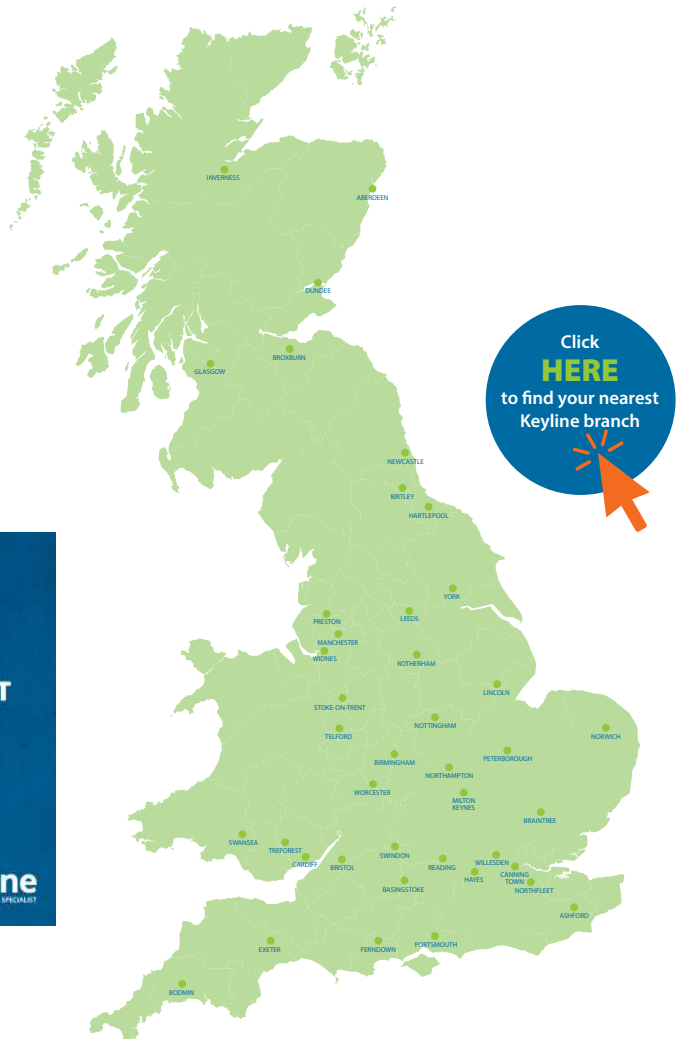 INVERNESS
ABERDEEN
DUNDEE
BROXBURN
GLASGOW
Click
HERE
to find your nearest
Keyline branch
NEWCASTLE
BIRTLEY
HARTLEPOOL
YORK
LEEDS
PRESTON
MANCHESTER
WIDNES
ROTHERHAM
LINCOLN
STOKE-ON-TRENT
NOTTINGHAM
TELFORD
NORWICH
PETERBOROUGH
BIRMINGHAM
NORTHAMPTON
WORCESTER
MILTON
KEYNES
BRAINTREE
SWANSEA
TREFOREST
CARDIFF
BRISTOL
SWINDON
READING
WILLESDEN
HAYES
CANNING
TOWN
NORTHFLEET
BASINGSTOKE
ASHFORD
EXETER
FERNDOWN
PORTSMOUTH
BODMIN
T
ne
SPECIALIST